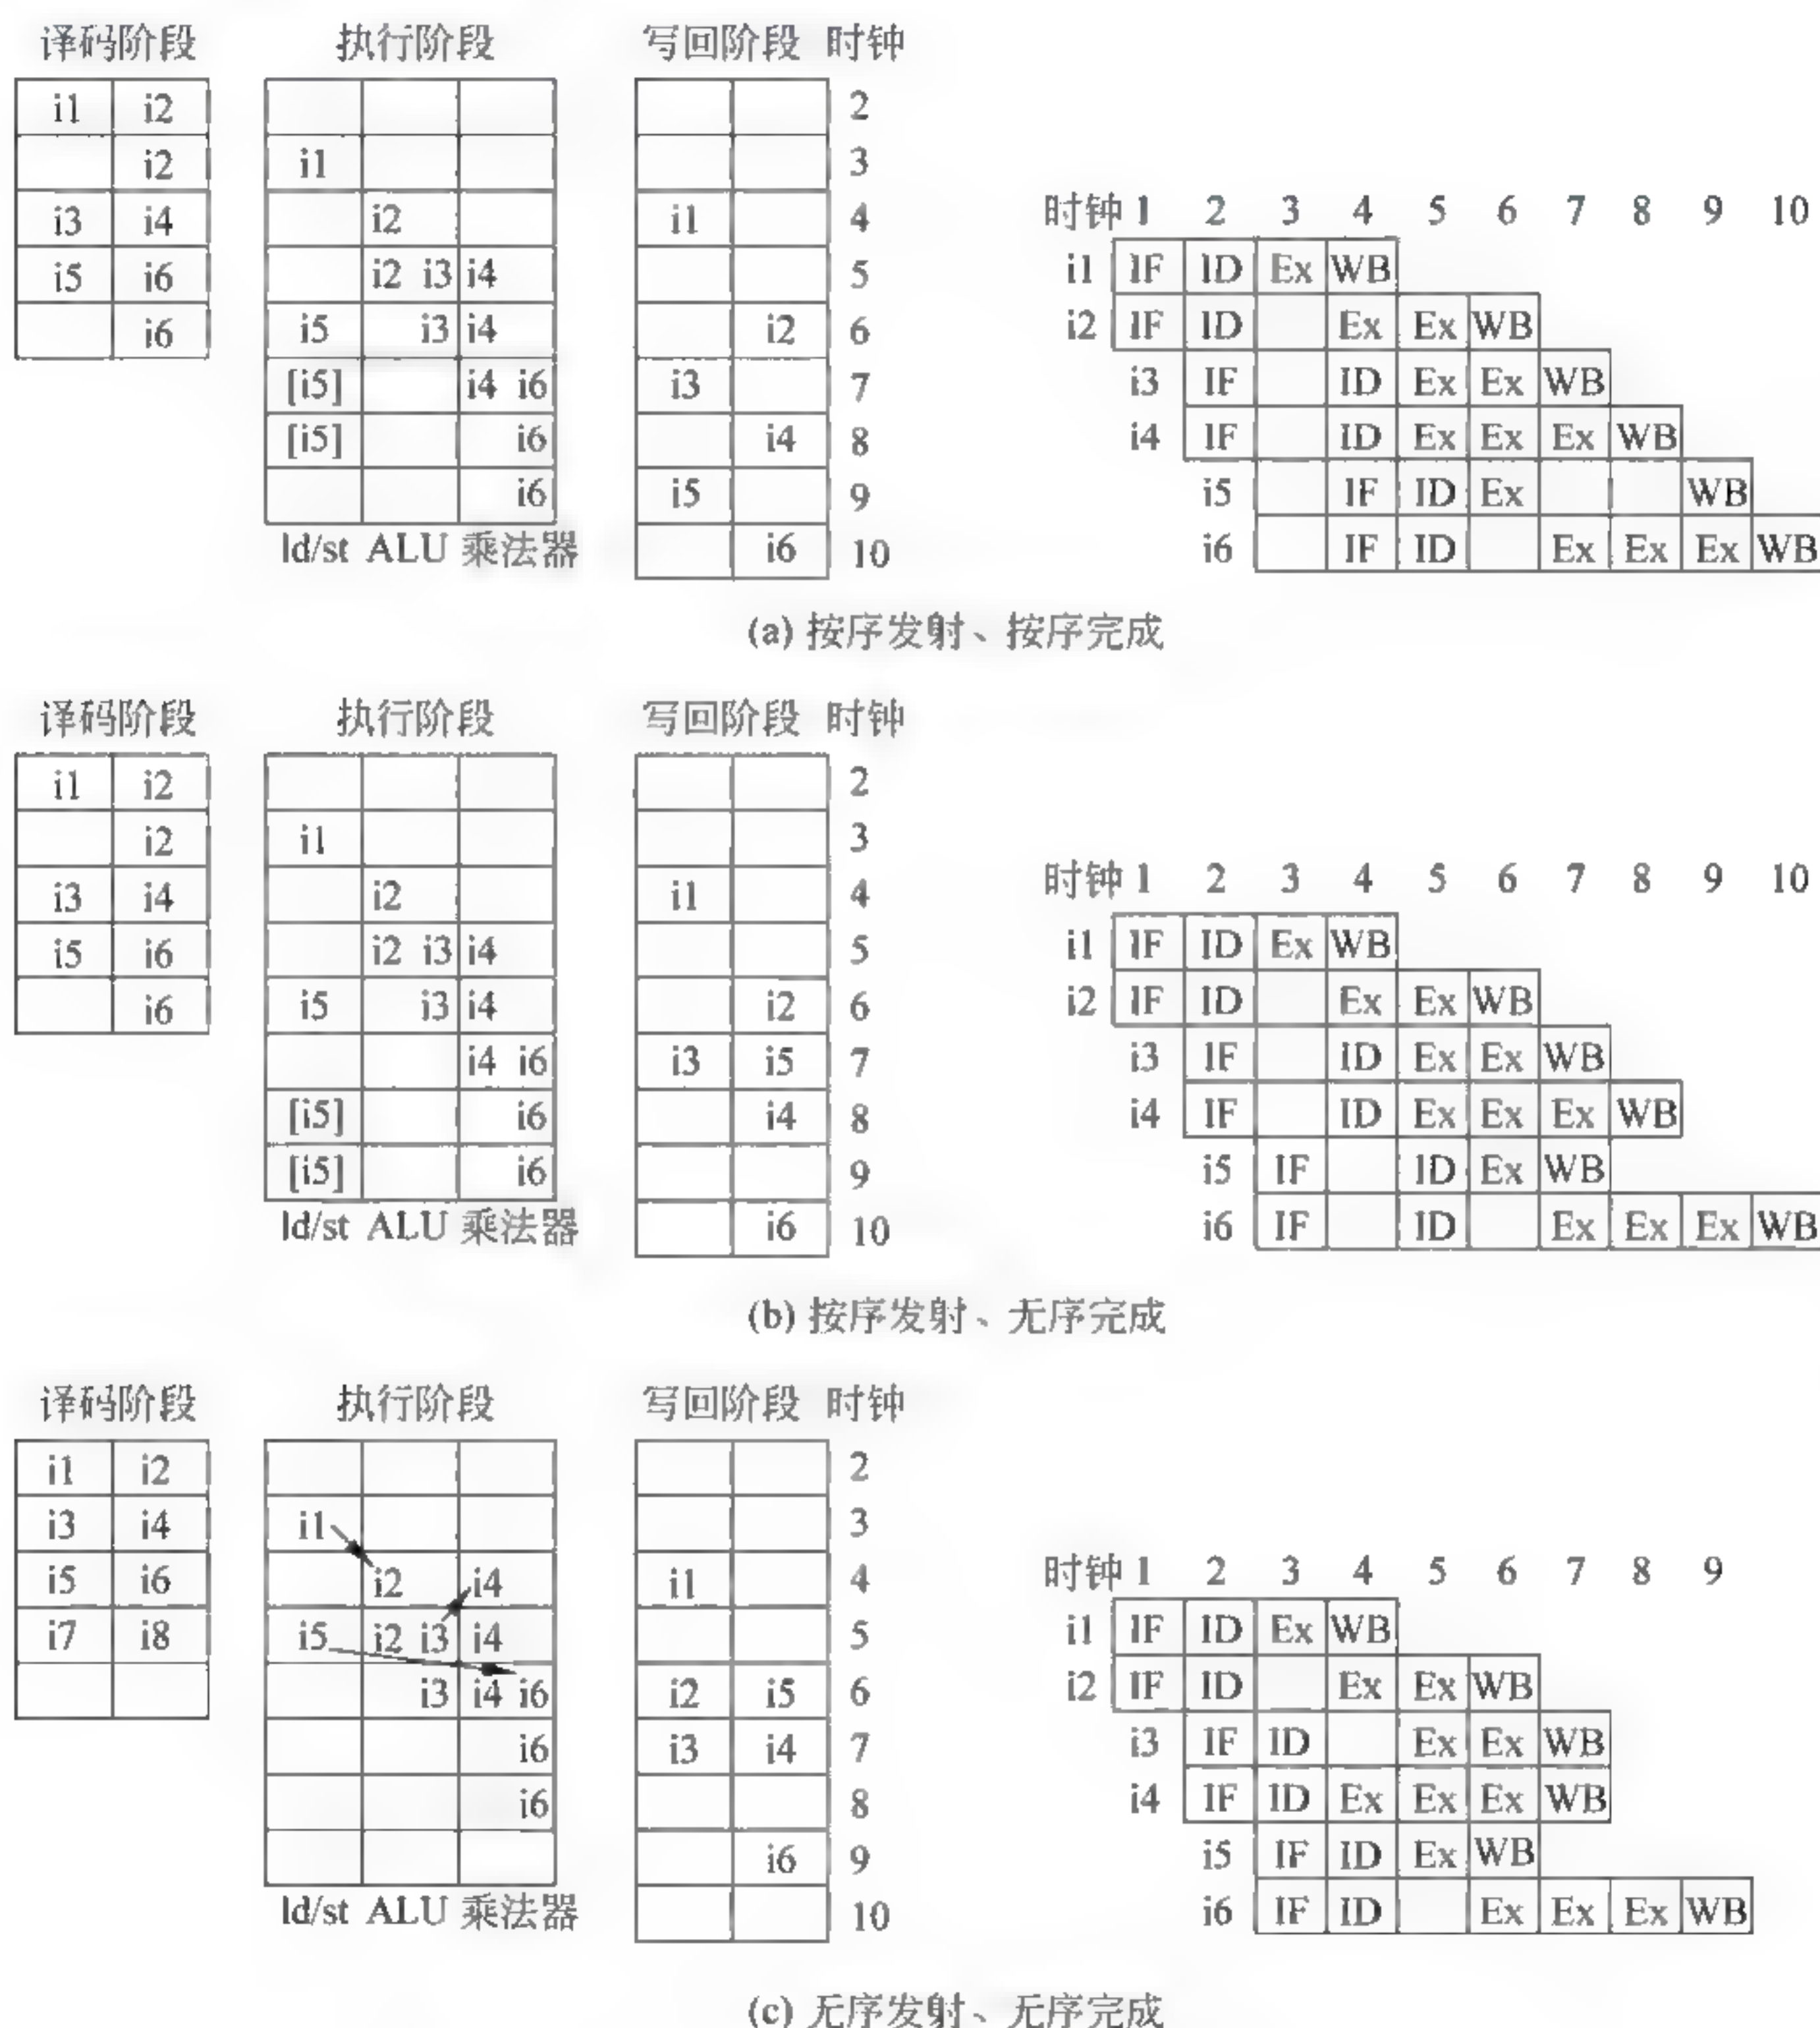 译码阶段 执行阶段 写回阶段 时钟
i1 i2 2
i2 i1 3
i3 i4 i2 i1 4
i5 i6 i2 i3 i4 5
i6 i5 i3 i4 i2 6
[i5] i4 i6 i3 7
[i5] i6 i4 8
i6 i5 9
ld/st ALU 乘法器 i6 10
时钟 1 2 3 4 5 6 7 8 9 10
i1 IF ID Ex WB
i2 IF ID Ex Ex WB
i3 IF ID Ex Ex WB
i4 IF ID Ex Ex Ex WB
i5 IF ID Ex WB
i6 IF ID Ex Ex Ex WB
(a) 按序发射、按序完成
译码阶段 执行阶段 写回阶段 时钟
i1 i2 2
i2 i1 3
i3 i4 i2 i1 4
i5 i6 i2 i3 i4 5
i6 i5 i3 i4 i2 6
i4 i6 i3 i5 7
[i5] i6 i4 8
[i5] i6 9
ld/st ALU 乘法器 i6 10
时钟 1 2 3 4 5 6 7 8 9 10
i1 IF ID Ex WB
i2 IF ID Ex Ex WB
i3 IF ID Ex Ex WB
i4 IF ID Ex Ex Ex WB
i5 IF ID Ex WB
i6 IF ID Ex Ex Ex WB
(b) 按序发射、无序完成
译码阶段 执行阶段 写回阶段 时钟
i1 i2 2
i3 i4 i1 3
i5 i6 i2 i4 i1 4
i7 i8 i5 i2 i3 i4 5
i3 i4 i6 i2 i5 6
i6 i3 i4 7
i6 8
i6 9
ld/st ALU 乘法器 10
时钟 1 2 3 4 5 6 7 8 9
i1 IF ID Ex WB
i2 IF ID Ex Ex WB
i3 IF ID Ex Ex WB
i4 IF ID Ex Ex Ex WB
i5 IF ID Ex WB
i6 IF ID Ex Ex Ex WB
(c) 无序发射、无序完成